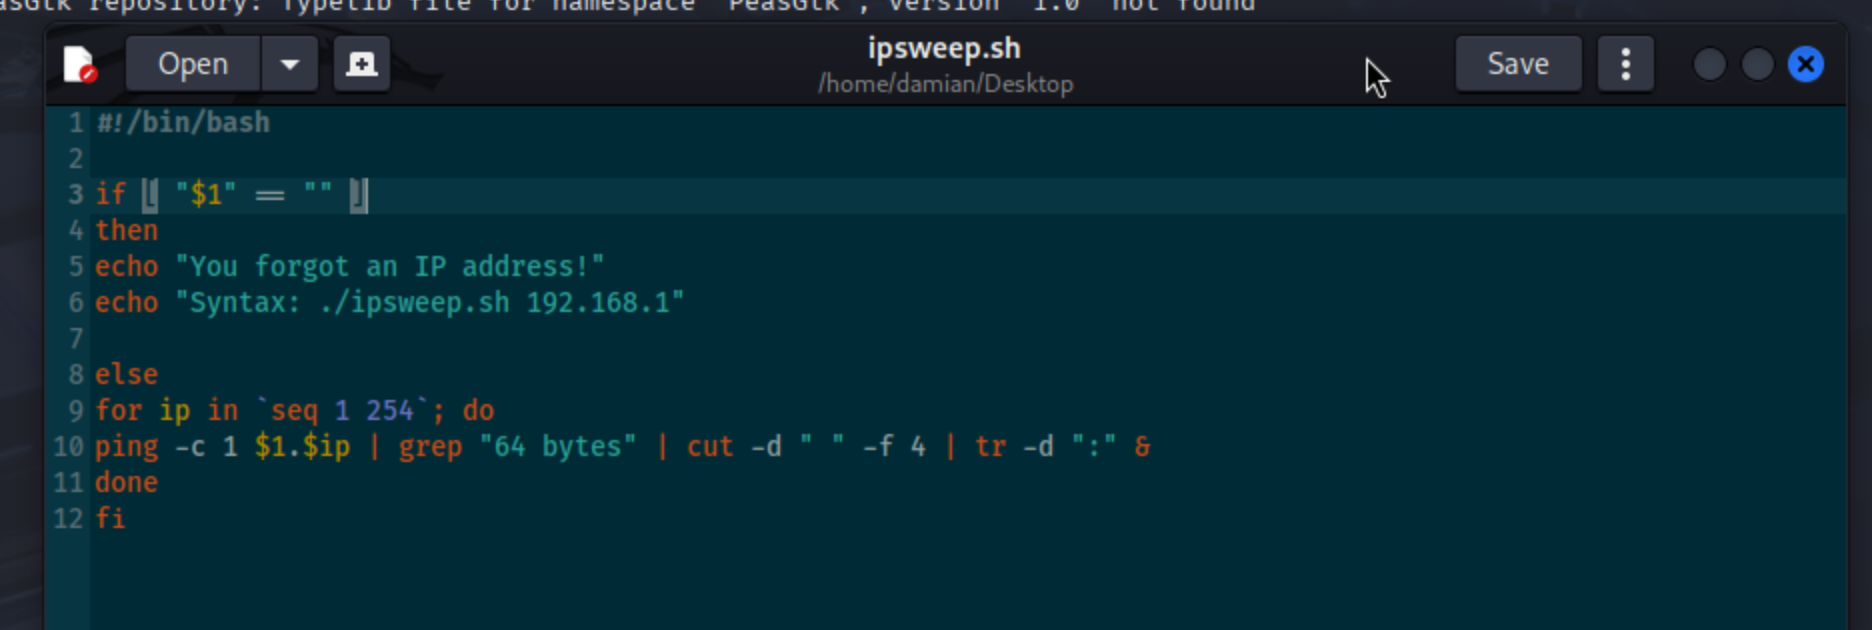 repository: Typelib file for namespace 'PeasGtk', version '1.0' not found
Open
ipsweep.sh
/home/damian/Desktop
Save
1 #!/bin/bash
2
3 if [ "$1" == "" ]
4 then
5 echo "You forgot an IP address!"
6 echo "Syntax: ./ipsweep.sh 192.168.1"
7
8 else
9 for ip in `seq 1 254`; do
10 ping -c 1 $1.$ip | grep "64 bytes" | cut -d " " -f 4 | tr -d ":" &
11 done
12 fi